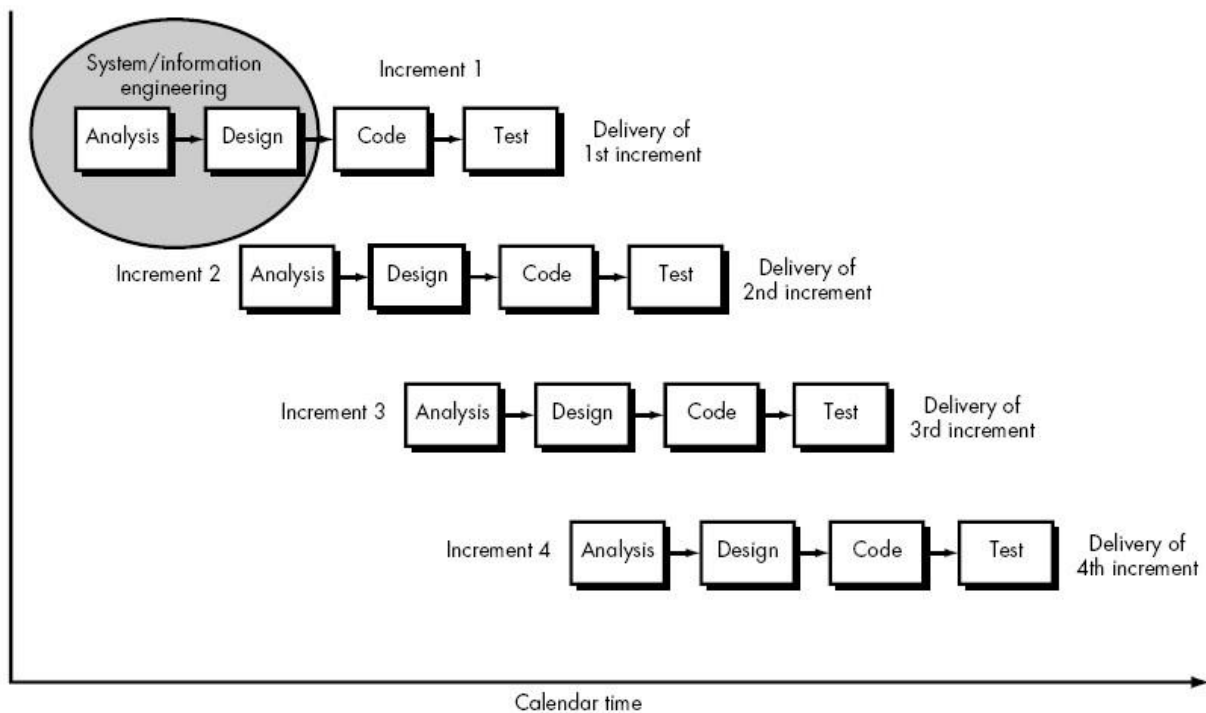 System/information
engineering
Increment 1
Analysis
Design
Code
Test
Delivery of
1st increment
Increment 2
Analysis
Design
Code
Test
Delivery of
2nd increment
Increment 3
Analysis
Design
Code
Test
Delivery of
3rd increment
Increment 4
Analysis
Design
Code
Test
Delivery of
4th increment
Calendar time